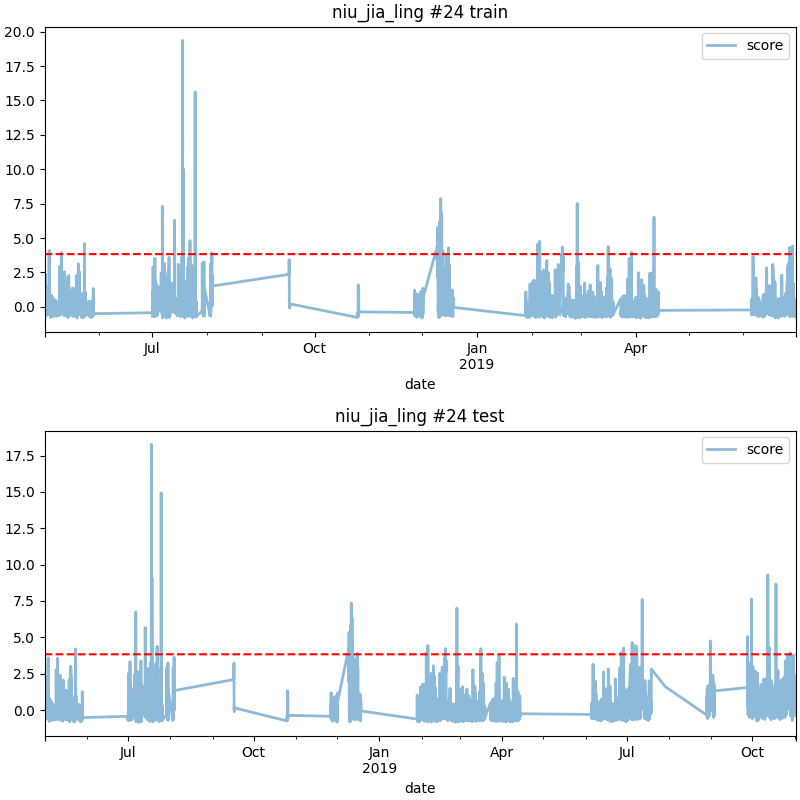 niu_jia_ling #24 train
score
20.0
17.5
15.0
12.5
10.0
7.5
5.0
2.5
0.0
Jul Oct Jan Apr
2019
date
niu_jia_ling #24 test
score
17.5
15.0
12.5
10.0
7.5
5.0
2.5
0.0
Jul Oct Jan Apr Jul Oct
2019
date